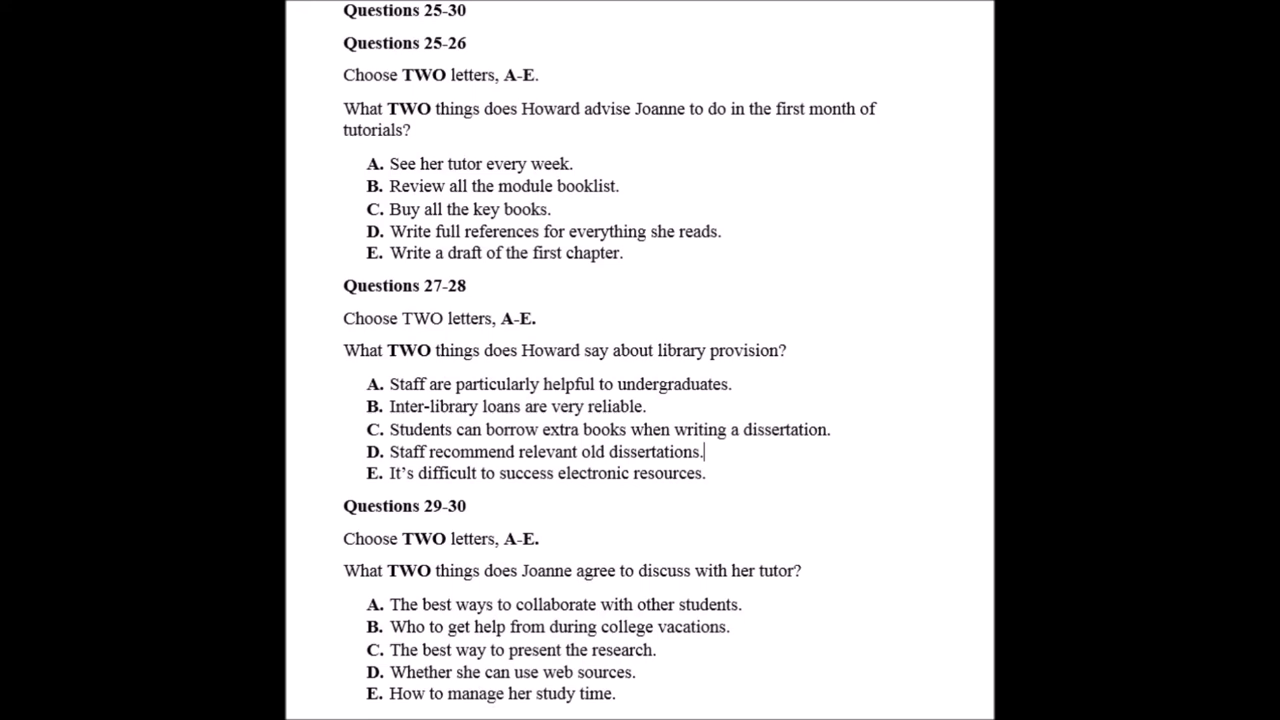 Questions 25-30
Questions 25-26
Choose TWO letters, A-E.
What TWO things does Howard advise Joanne to do in the first month of
tutorials?
A. See her tutor every week.
B. Review all the module booklist.
C. Buy all the key books.
D. Write full references for everything she reads.
E. Write a draft of the first chapter.
Questions 27-28
Choose TWO letters, A-E.
What TWO things does Howard say about library provision?
A. Staff are particularly helpful to undergraduates.
B. Inter-library loans are very reliable.
C. Students can borrow extra books when writing a dissertation.
D. Staff recommend relevant old dissertations.
E. It’s difficult to success electronic resources.
Questions 29-30
Choose TWO letters, A-E.
What TWO things does Joanne agree to discuss with her tutor?
A. The best ways to collaborate with other students.
B. Who to get help from during college vacations.
C. The best way to present the research.
D. Whether she can use web sources.
E. How to manage her study time.